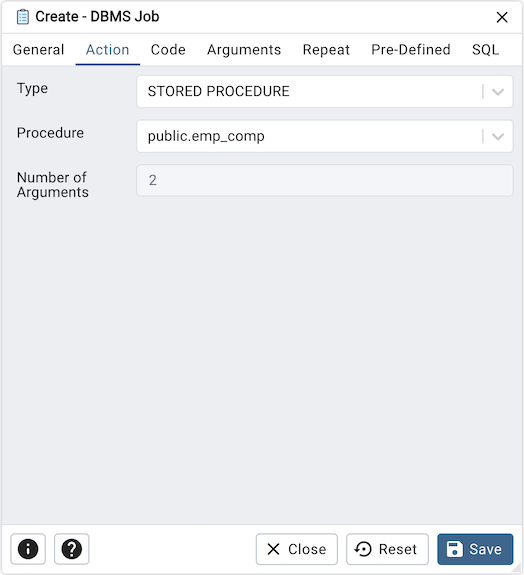 Create - DBMS Job
General Action Code Arguments Repeat Pre-Defined SQL
Type STORED PROCEDURE
Procedure public.emp_comp
Number of
Arguments 2
Close Reset Save